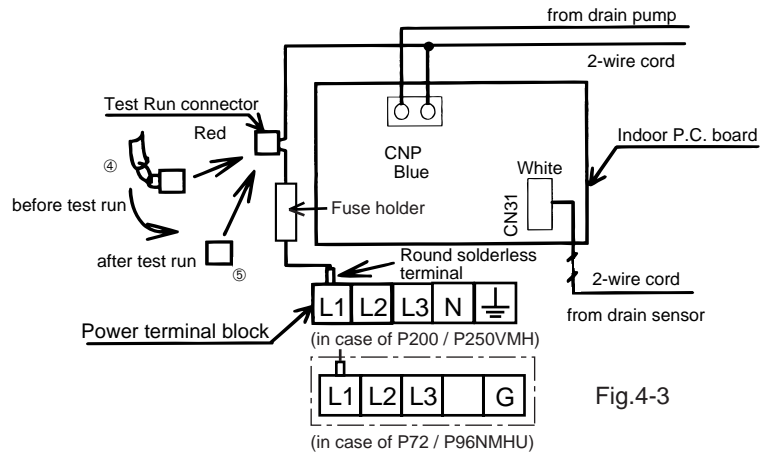 from drain pump
2-wire cord
Test Run connector
Red
Indoor P.C. board
CNP
Blue
White
CN31
④
before test run
Fuse holder
after test run
⑤
Round solderless
terminal
2-wire cord
from drain sensor
L1 L2 L3 N
Power terminal block
(in case of P200 / P250VMH)
L1 L2 L3 G
Fig.4-3
(in case of P72 / P96NMHU)